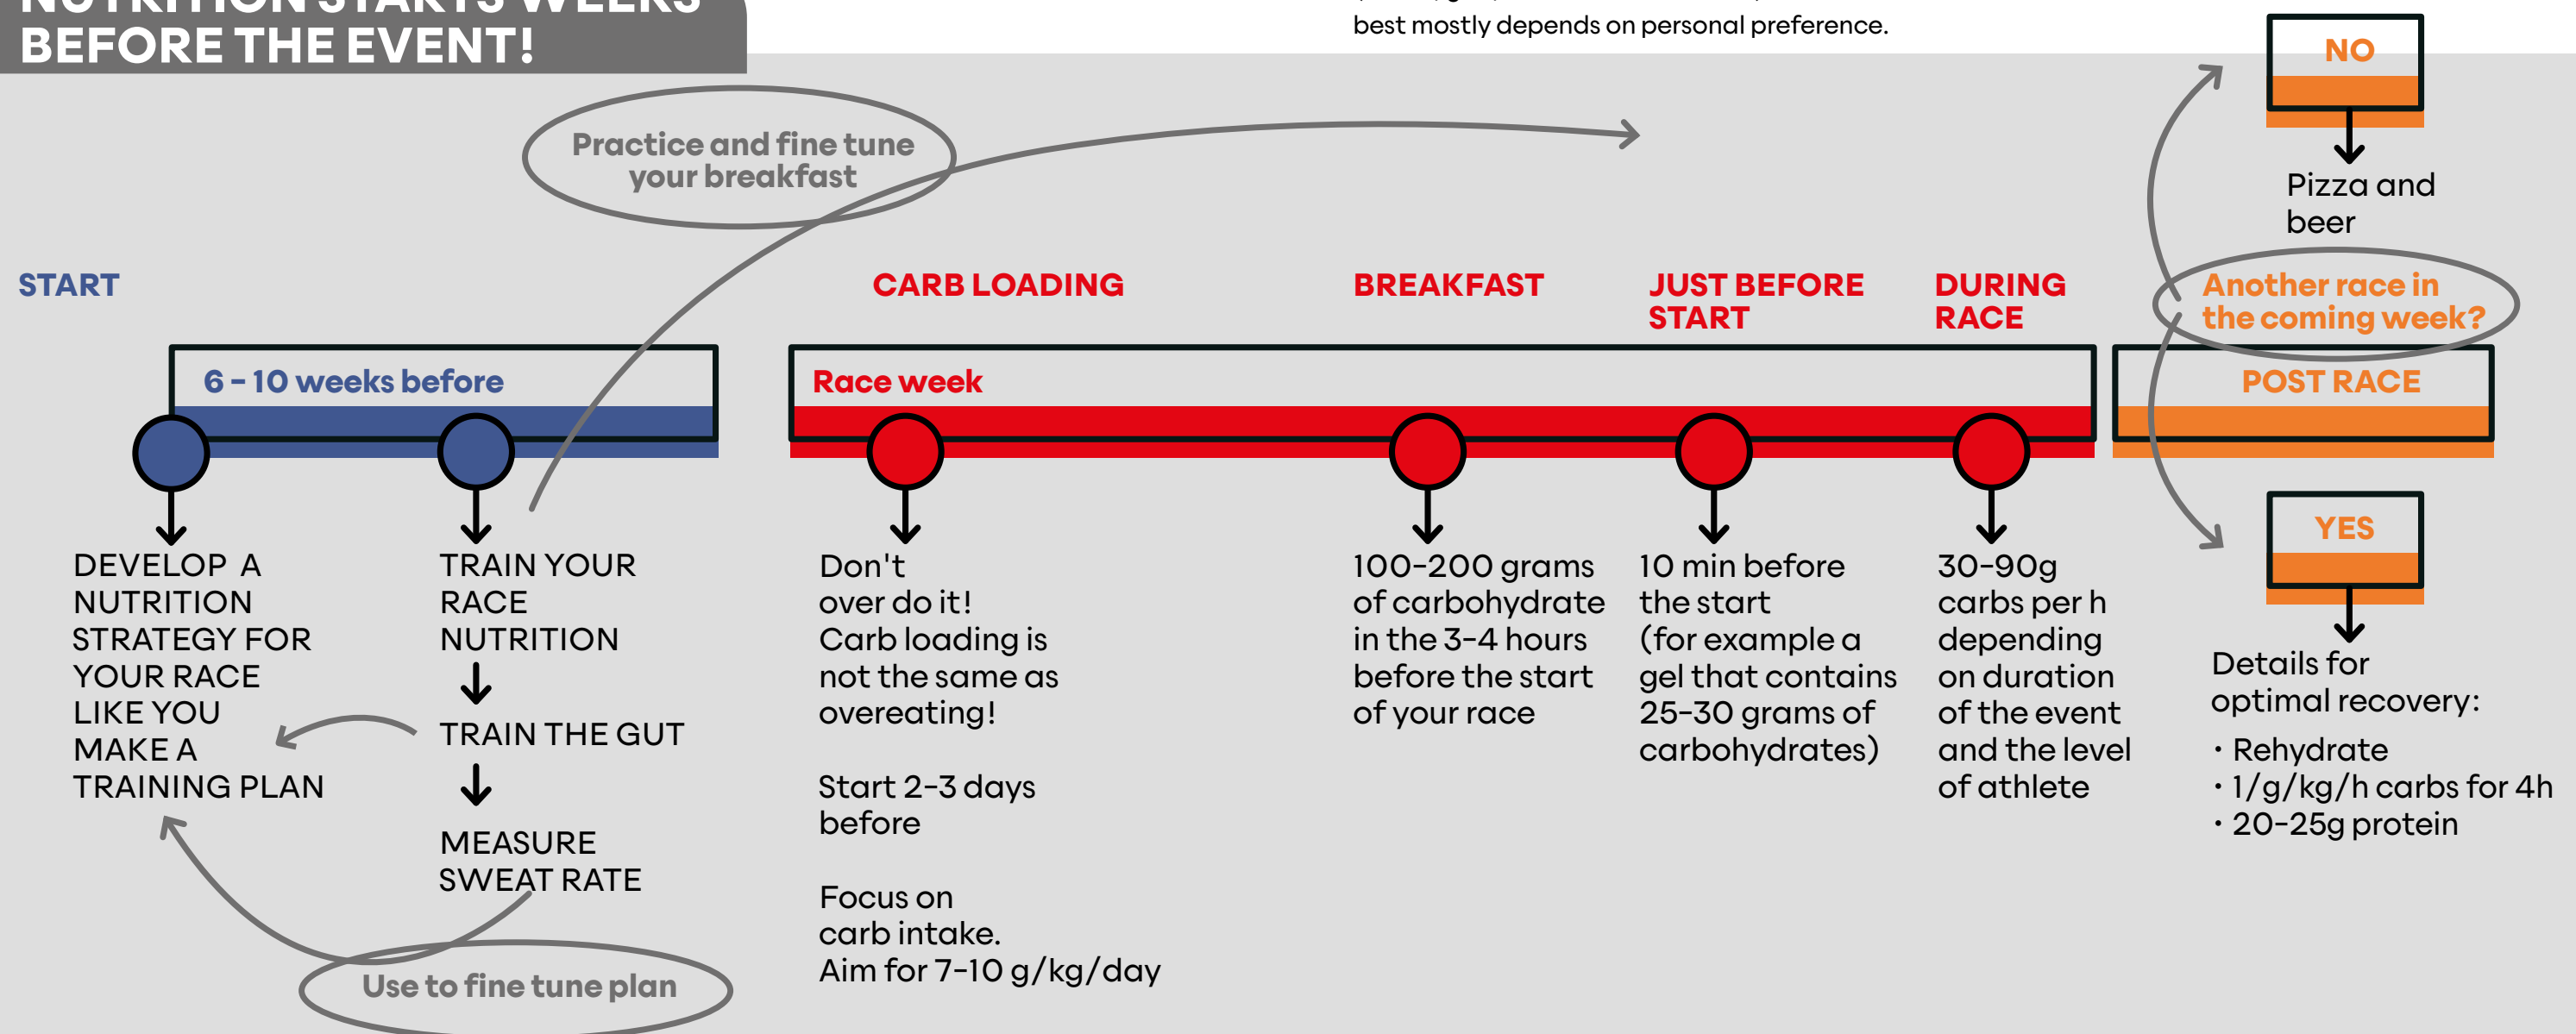 NUTRITION STARTS WEEKS
BEFORE THE EVENT!
best mostly depends on personal preference.
NO
Pizza and
beer
Practice and fine tune
your breakfast
START
CARB LOADING
BREAKFAST
JUST BEFORE
START
DURING
RACE
Another race in
the coming week?
6 – 10 weeks before
Race week
POST RACE
YES
DEVELOP A
NUTRITION
STRATEGY FOR
YOUR RACE
LIKE YOU
MAKE A
TRAINING PLAN
TRAIN YOUR
RACE
NUTRITION
TRAIN THE GUT
MEASURE
SWEAT RATE
Use to fine tune plan
Don't
over do it!
Carb loading is
not the same as
overeating!
Start 2–3 days
before
Focus on
carb intake.
Aim for 7–10 g/kg/day
100–200 grams
of carbohydrate
in the 3–4 hours
before the start
of your race
10 min before
the start
(for example a
gel that contains
25–30 grams of
carbohydrates)
30–90g
carbs per h
depending
on duration
of the event
and the level
of athlete
Details for
optimal recovery:
· Rehydrate
· 1/g/kg/h carbs for 4h
· 20–25g protein